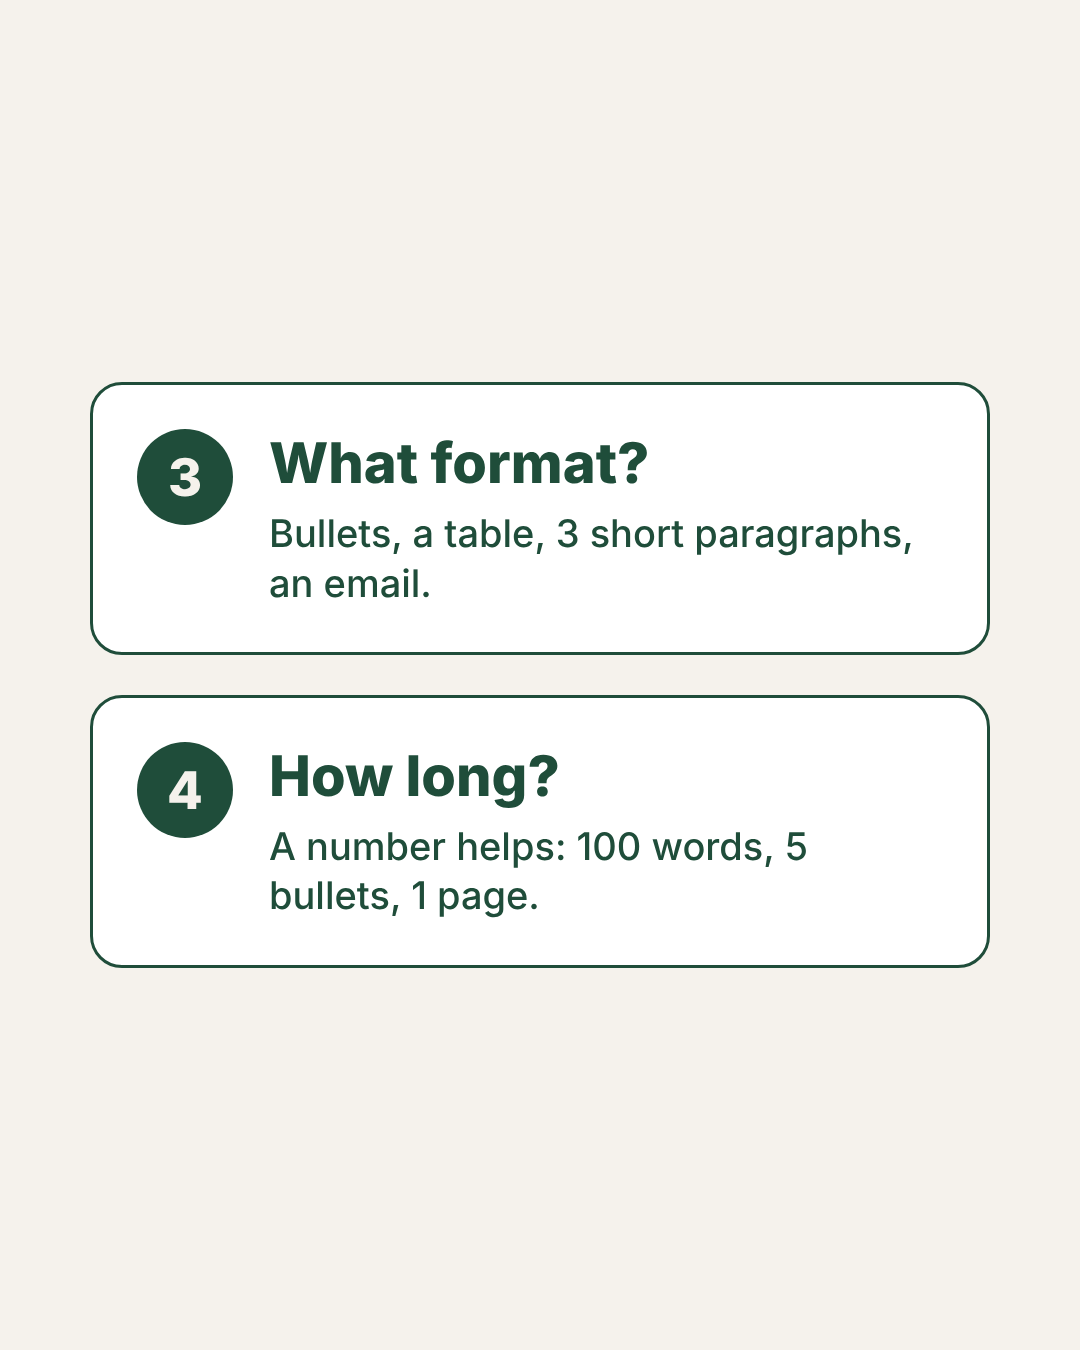 3
What format?
Bullets, a table, 3 short paragraphs,
an email.
4
How long?
A number helps: 100 words, 5
bullets, 1 page.